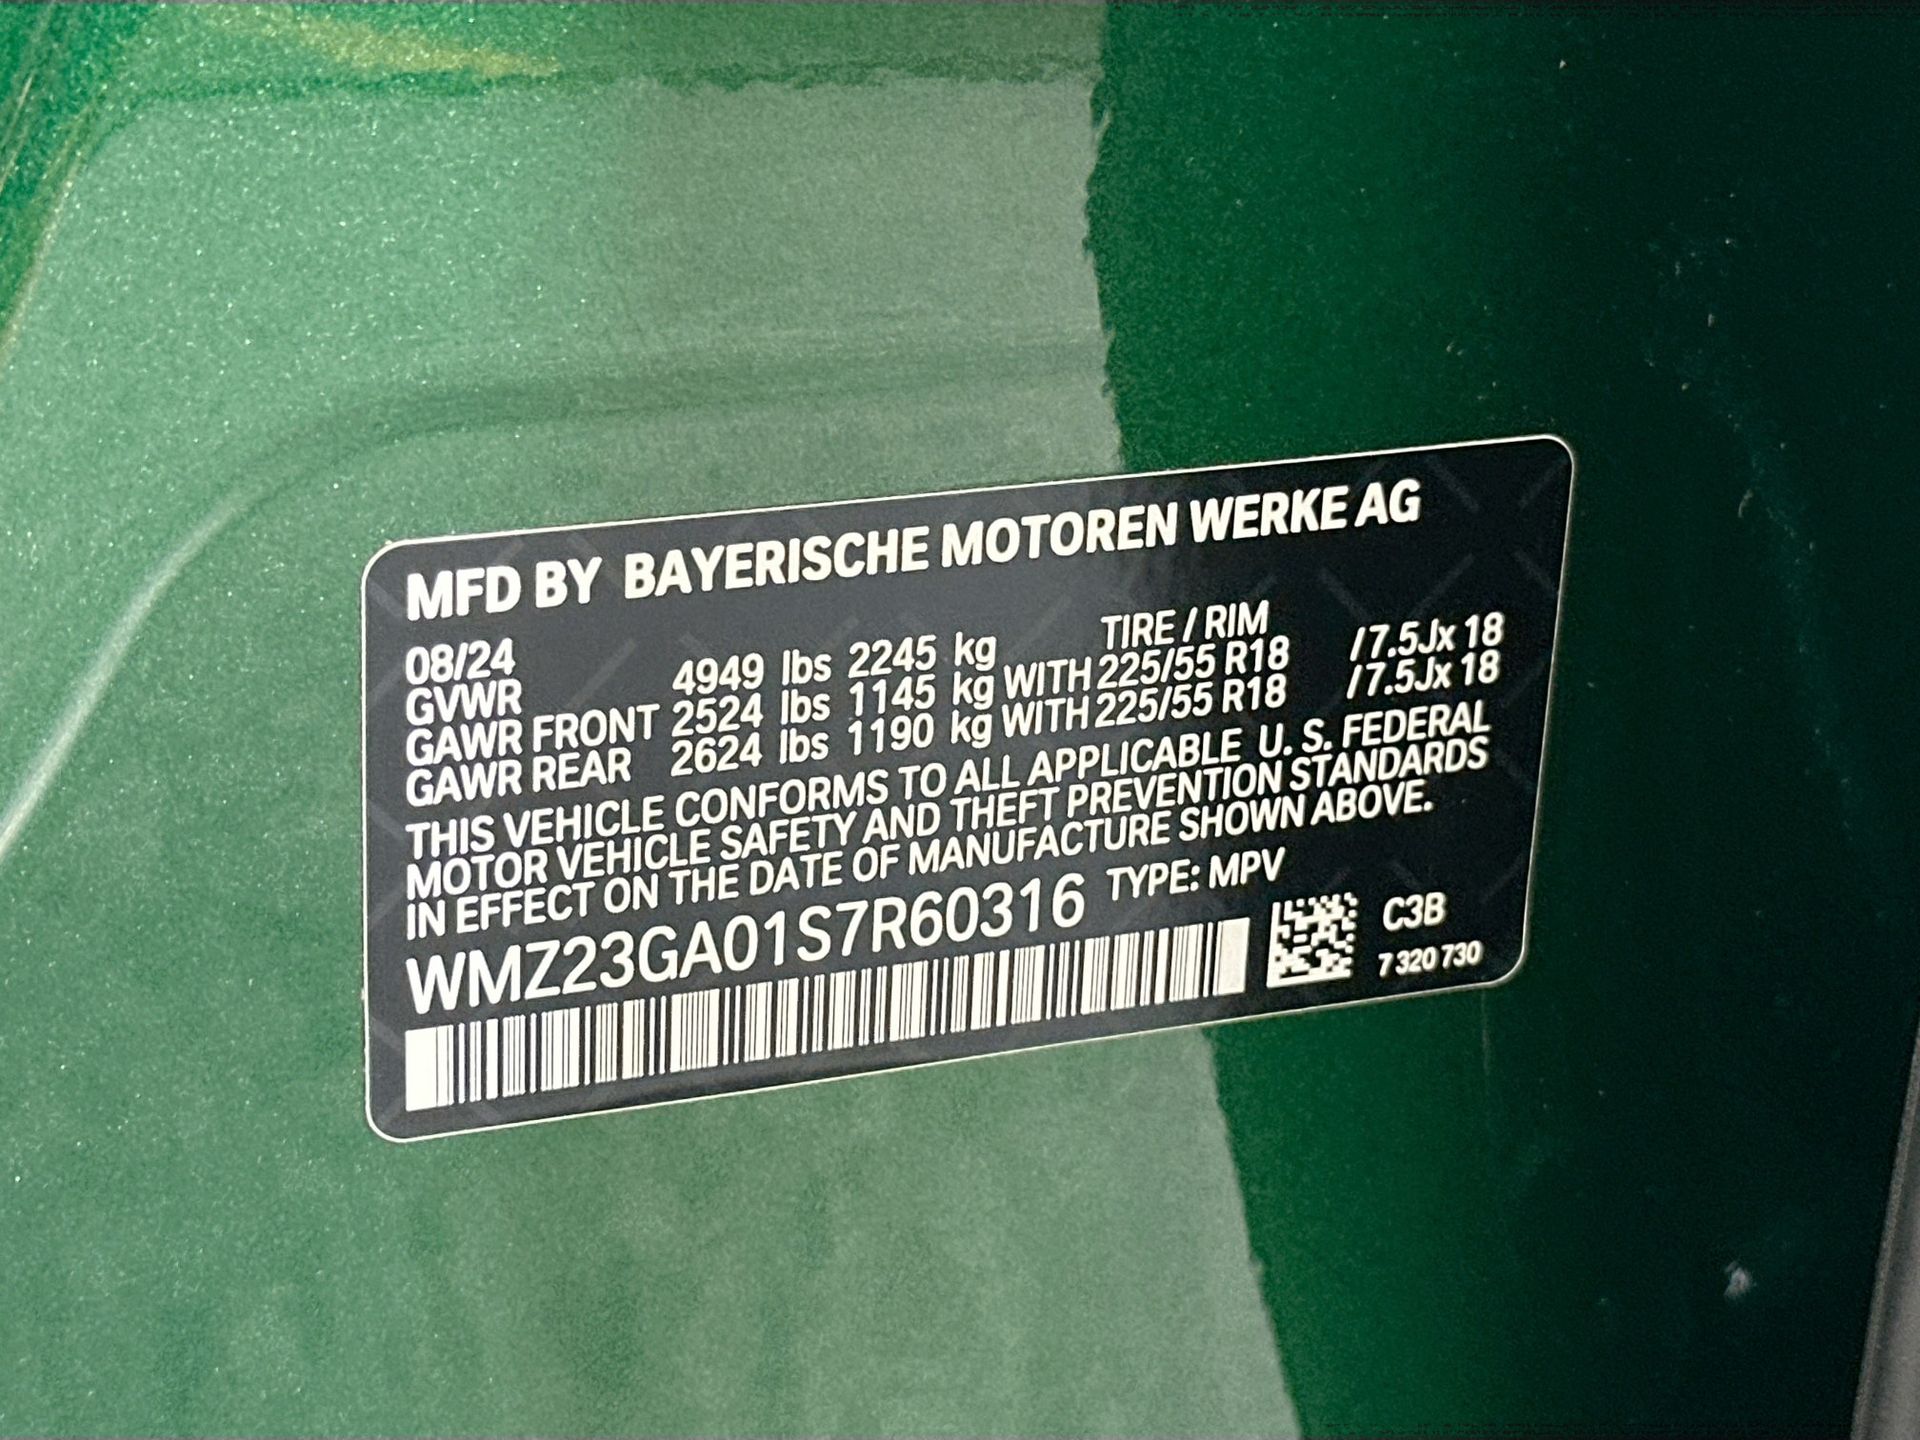 MFD BY BAYERISCHE MOTOREN WERKE AG
08/24 TIRE / RIM
GVWR 4949 lbs 2245 kg
GAWR FRONT 2524 lbs 1145 kg WITH 225/55 R18 /7.5Jx 18
GAWR REAR 2624 lbs 1190 kg WITH 225/55 R18 /7.5Jx 18
THIS VEHICLE CONFORMS TO ALL APPLICABLE U. S. FEDERAL
MOTOR VEHICLE SAFETY AND THEFT PREVENTION STANDARDS
IN EFFECT ON THE DATE OF MANUFACTURE SHOWN ABOVE.
WMZ23GA01S7R60316 TYPE: MPV
C3B
7 320 730